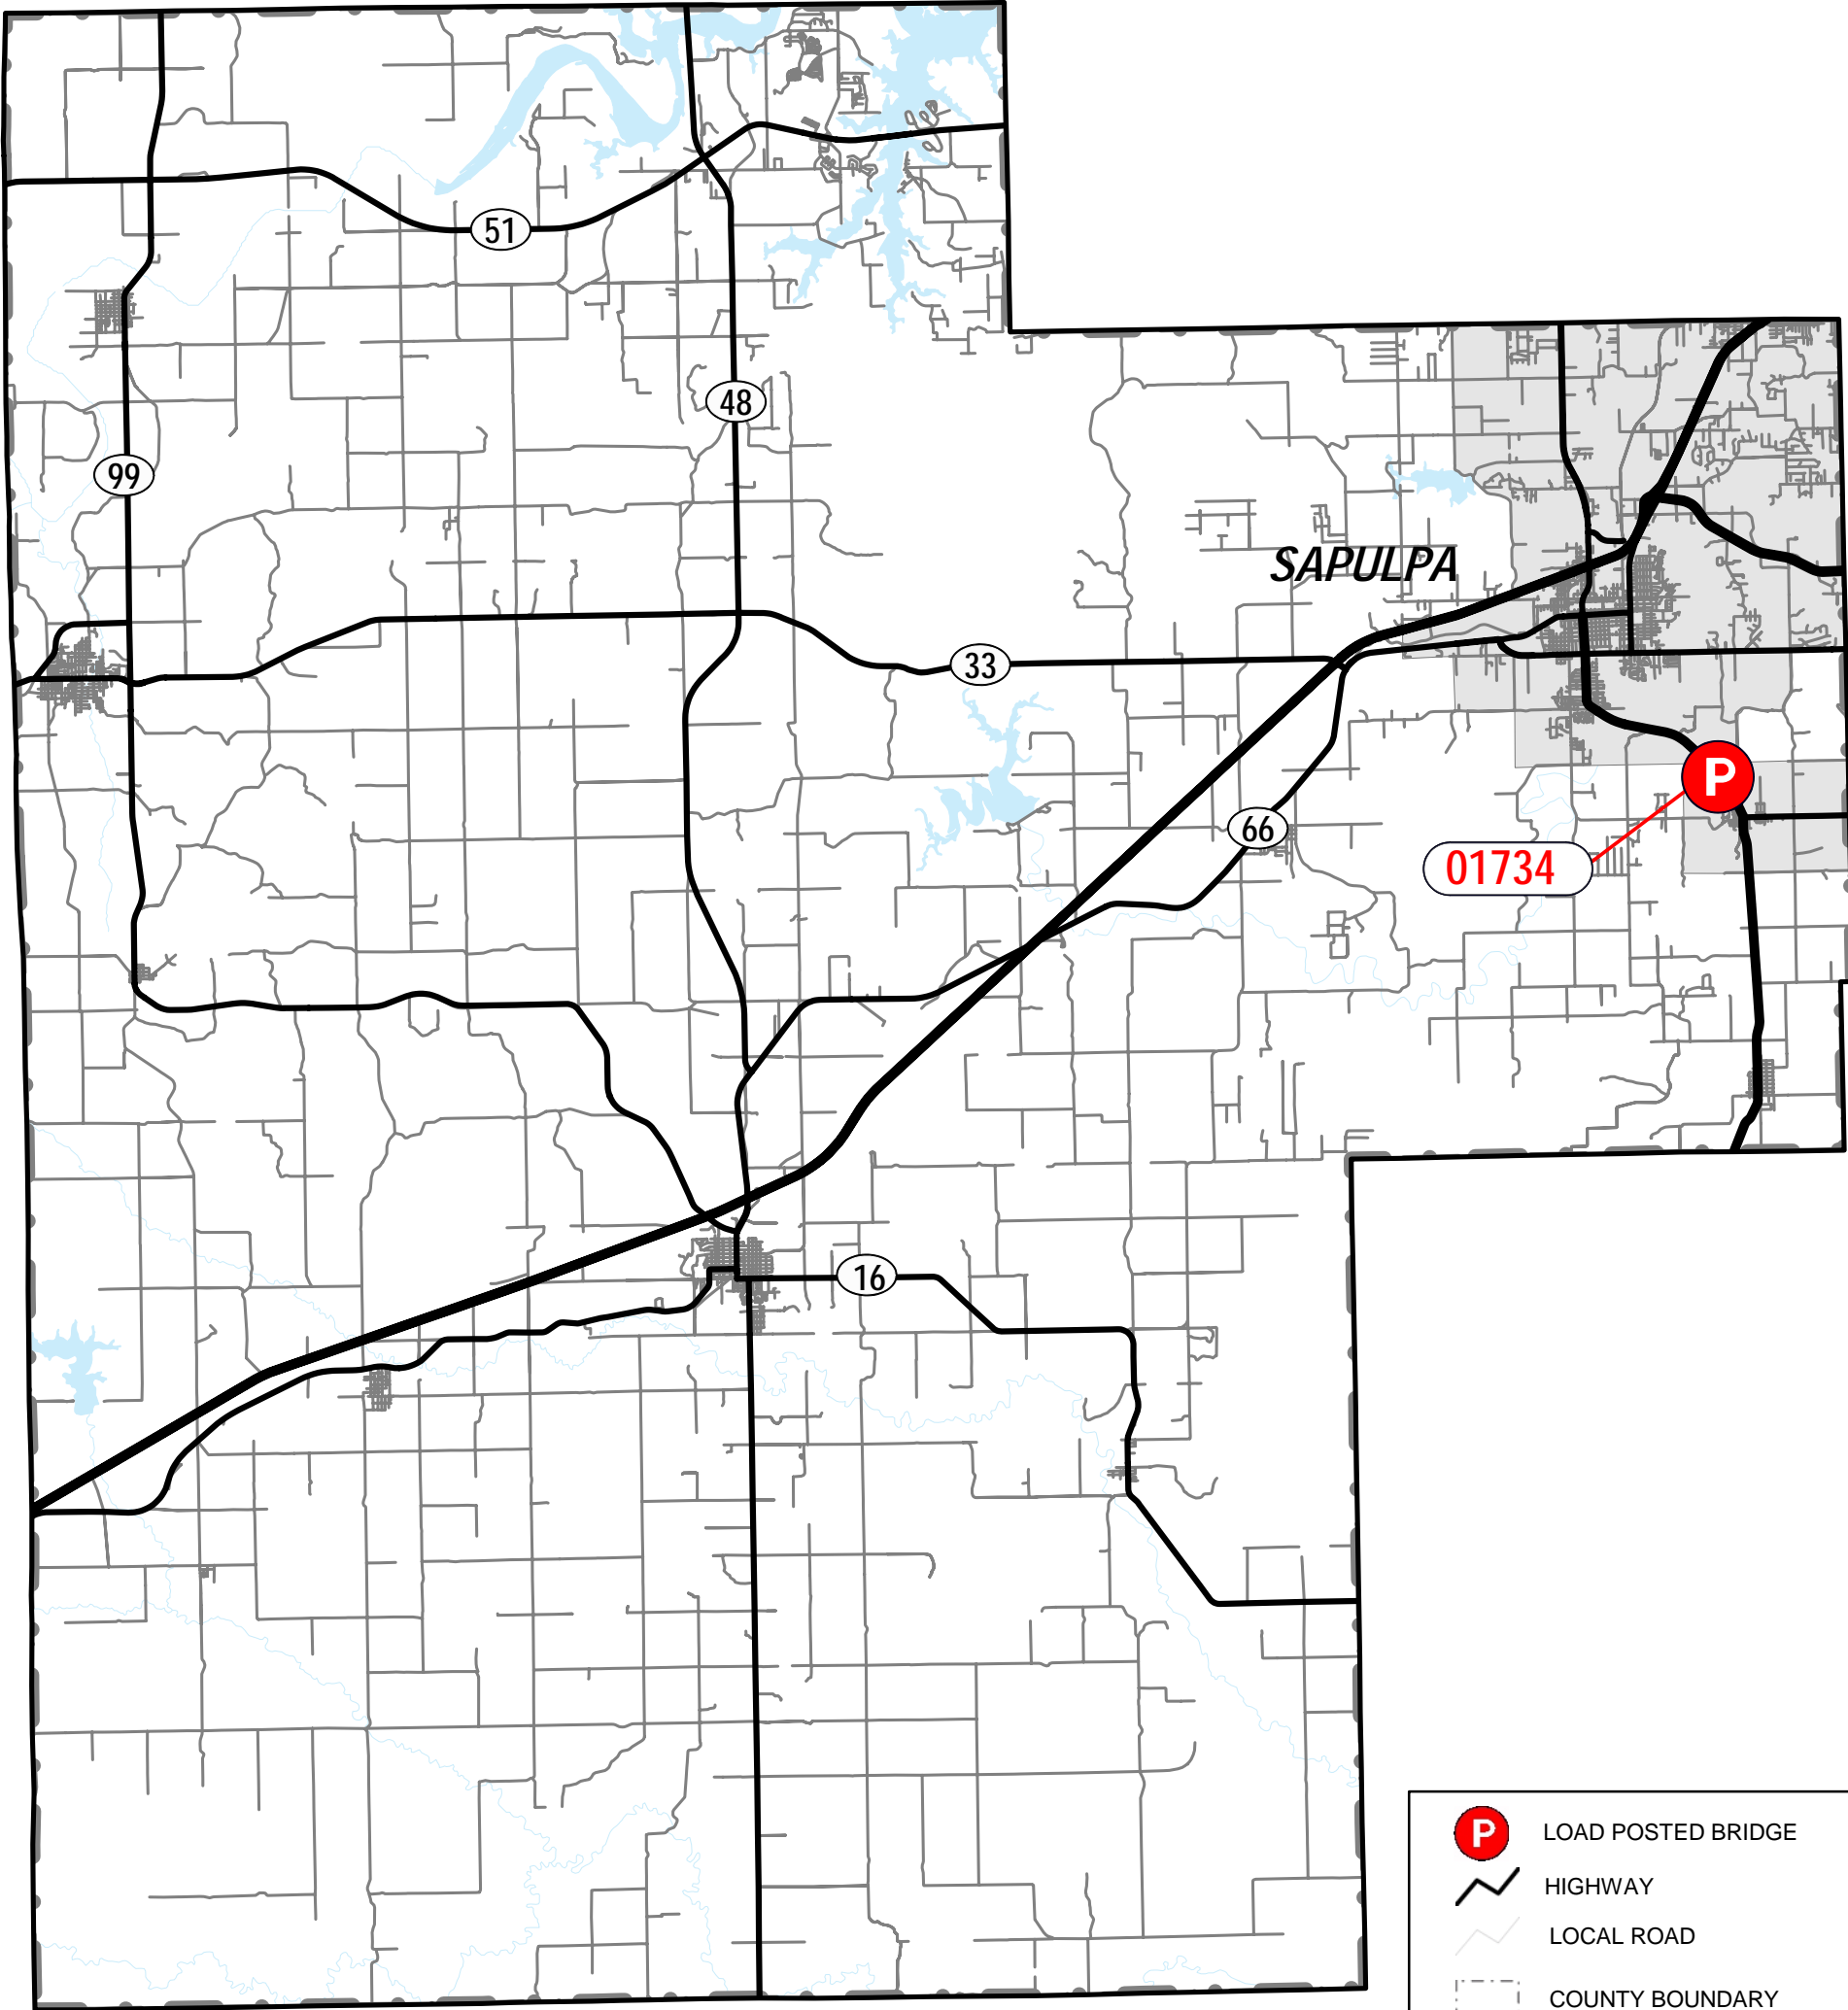 51
48
99
SAPULPA
33
P
66
01734
16
P LOAD POSTED BRIDGE
HIGHWAY
LOCAL ROAD
COUNTY BOUNDARY